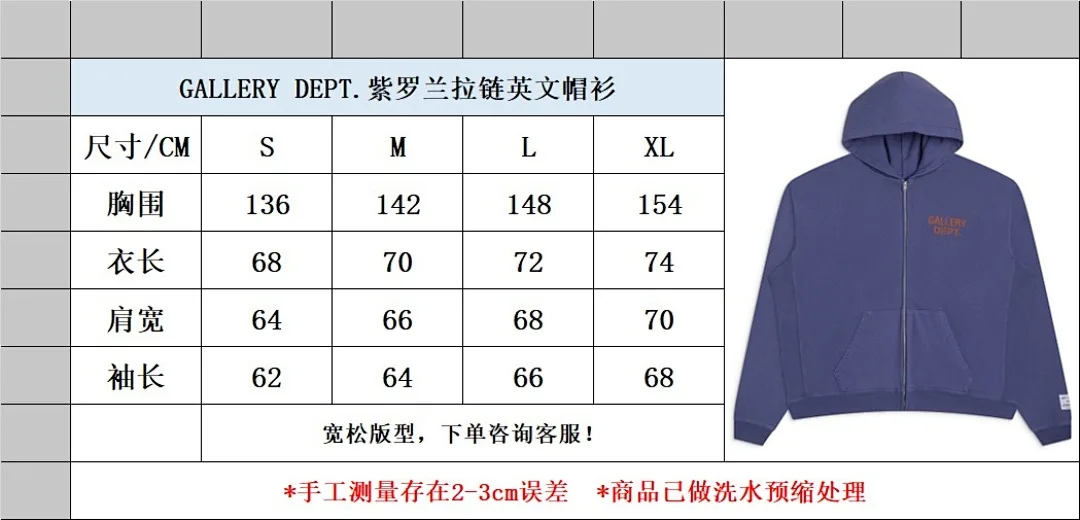 GALLERY DEPT.紫罗兰拉链英文帽衫
尺寸/CM S M L XL
胸围 136 142 148 154
衣长 68 70 72 74
肩宽 64 66 68 70
袖长 62 64 66 68
宽松版型，下单咨询客服！
*手工测量存在2-3cm误差 *商品已做洗水预缩处理
GALLERY
DEPT.